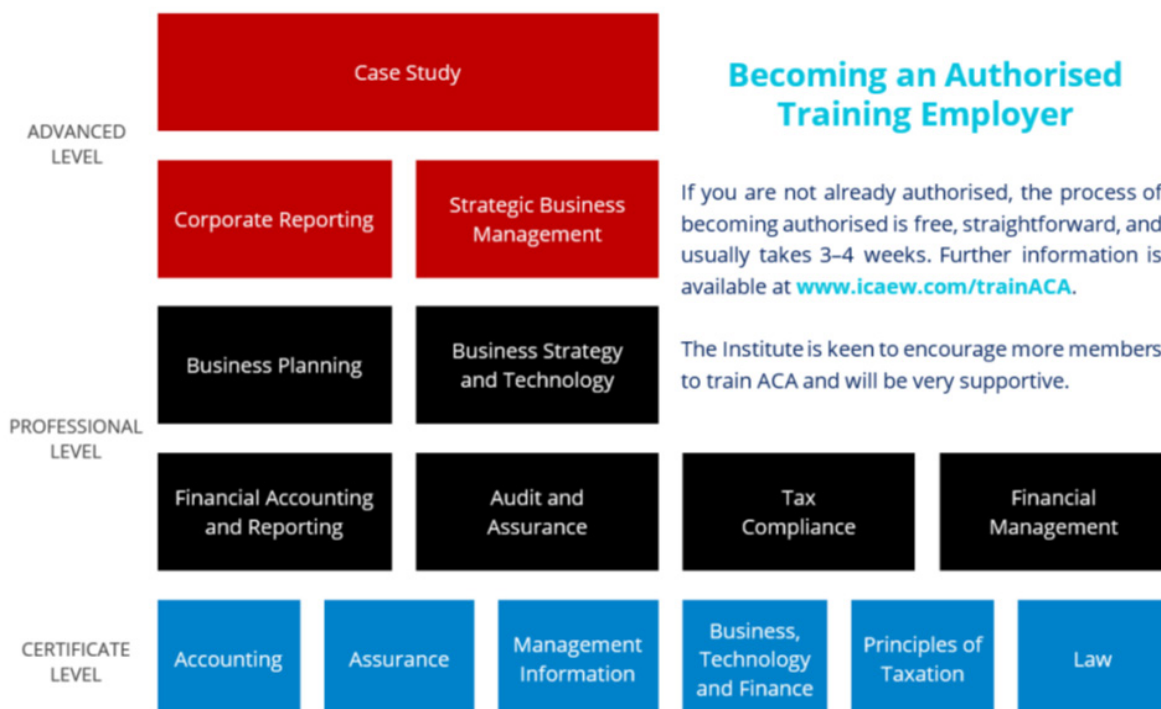 Case Study
Becoming an Authorised
Training Employer
ADVANCED
LEVEL
Corporate Reporting
Strategic Business
Management
If you are not already authorised, the process of
becoming authorised is free, straightforward, and
usually takes 3–4 weeks. Further information is
available at www.icaew.com/trainACA.
The Institute is keen to encourage more members
to train ACA and will be very supportive.
Business Planning
Business Strategy
and Technology
PROFESSIONAL
LEVEL
Financial Accounting
and Reporting
Audit and
Assurance
Tax
Compliance
Financial
Management
CERTIFICATE
LEVEL
Accounting
Assurance
Management
Information
Business,
Technology
and Finance
Principles of
Taxation
Law